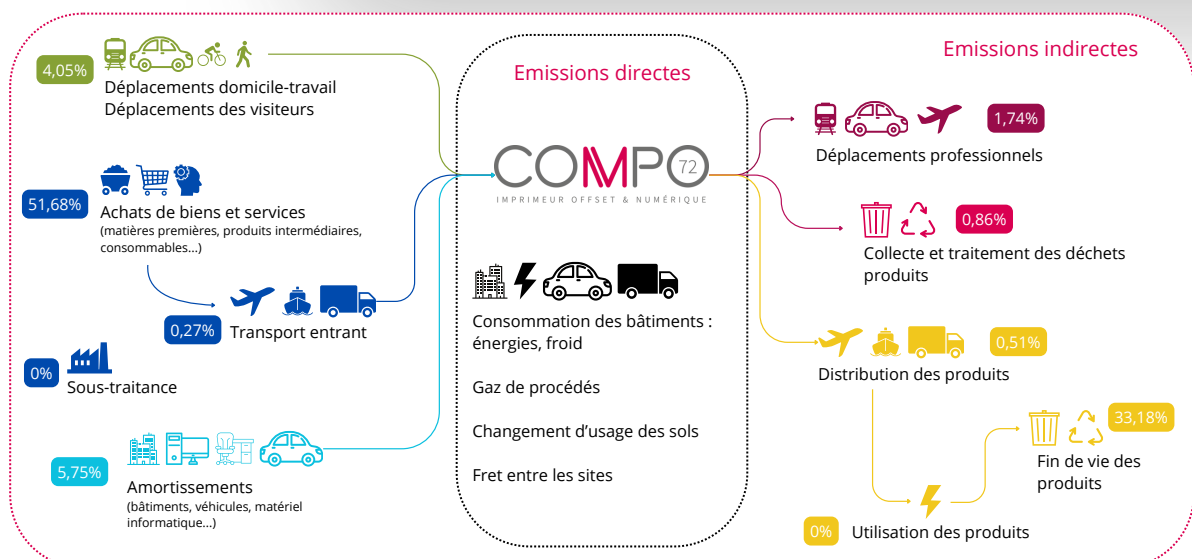 4,05%
Déplacements domicile-travail
Déplacements des visiteurs
51,68%
Achats de biens et services
(matières premières, produits intermédiaires,
consommables...)
0,27%
Transport entrant
0%
Sous-traitance
5,75%
Amortissements
(bâtiments, véhicules, matériel
informatique...)
Emissions directes
COMPO 72
IMPRIMEUR OFFSET & NUMÉRIQUE
Consommation des bâtiments :
énergies, froid
Gaz de procédés
Changement d'usage des sols
Fret entre les sites
Emissions indirectes
1,74%
Déplacements professionnels
0,86%
Collecte et traitement des déchets
produits
0,51%
Distribution des produits
33,18%
Fin de vie des
produits
0%
Utilisation des produits